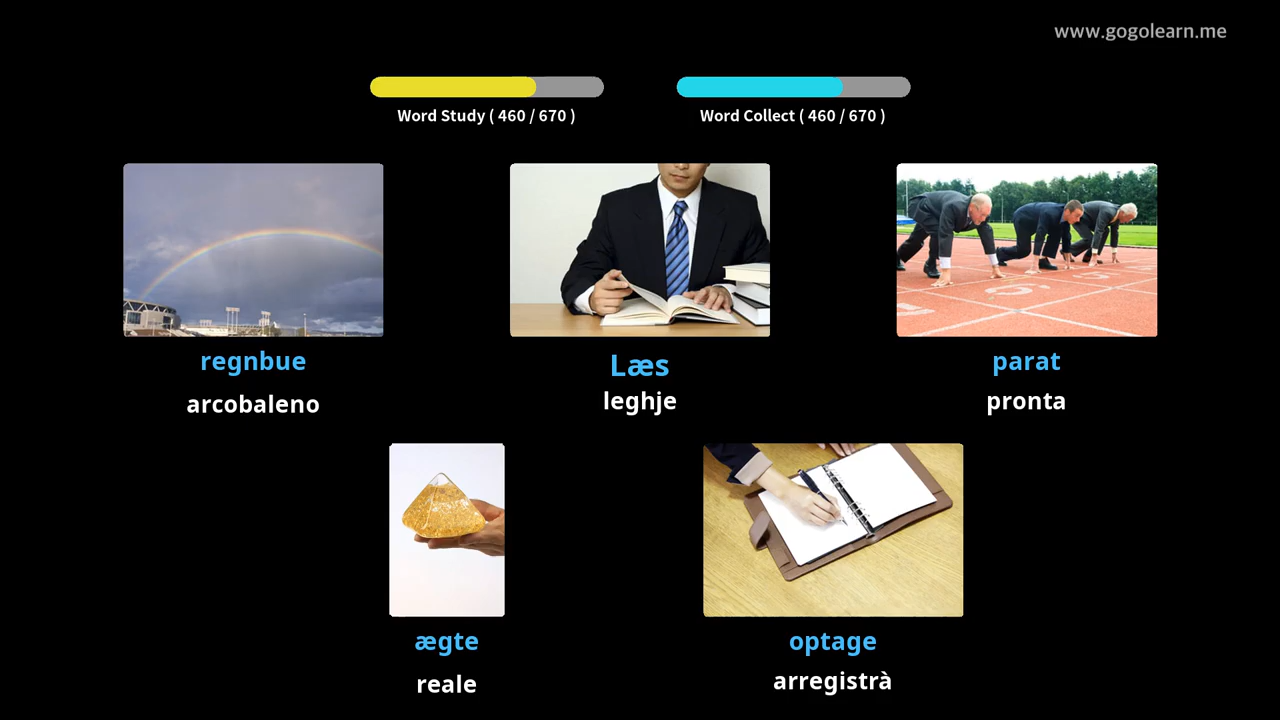 www.gogolearn.me
Word Study ( 460 / 670 )
Word Collect ( 460 / 670 )
regnbue
Læs
parat
arcobaleno
leghje
pronta
ægte
optage
reale
arregistrà